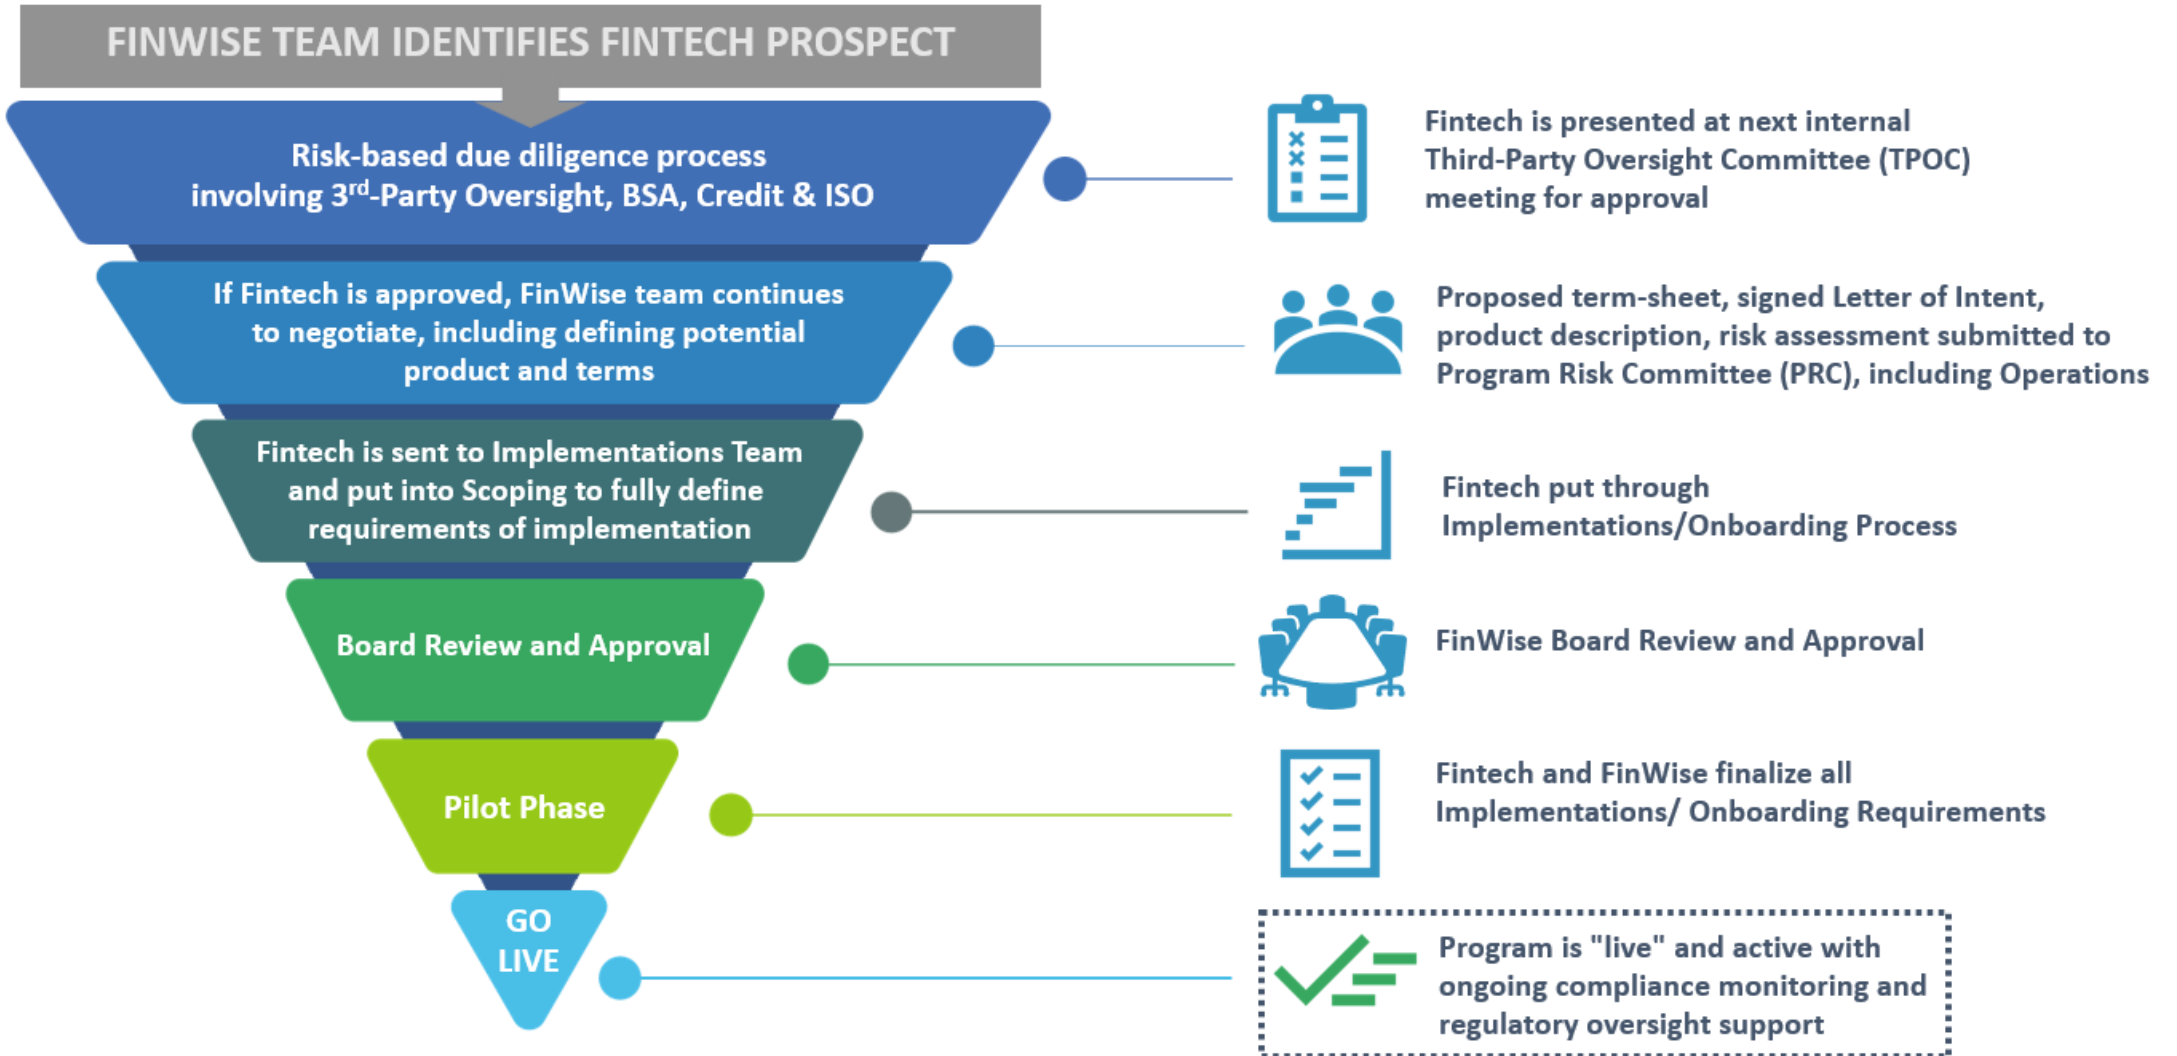 FINWISE TEAM IDENTIFIES FINTECH PROSPECT
Risk-based due diligence process
involving 3rd-Party Oversight, BSA, Credit & ISO
Fintech is presented at next internal
Third-Party Oversight Committee (TPOC)
meeting for approval
If Fintech is approved, FinWise team continues
to negotiate, including defining potential
product and terms
Proposed term-sheet, signed Letter of Intent,
product description, risk assessment submitted to
Program Risk Committee (PRC), including Operations
Fintech is sent to Implementations Team
and put into Scoping to fully define
requirements of implementation
Fintech put through
Implementations/Onboarding Process
Board Review and Approval
FinWise Board Review and Approval
Pilot Phase
Fintech and FinWise finalize all
Implementations/ Onboarding Requirements
GO
LIVE
Program is "live" and active with
ongoing compliance monitoring and
regulatory oversight support